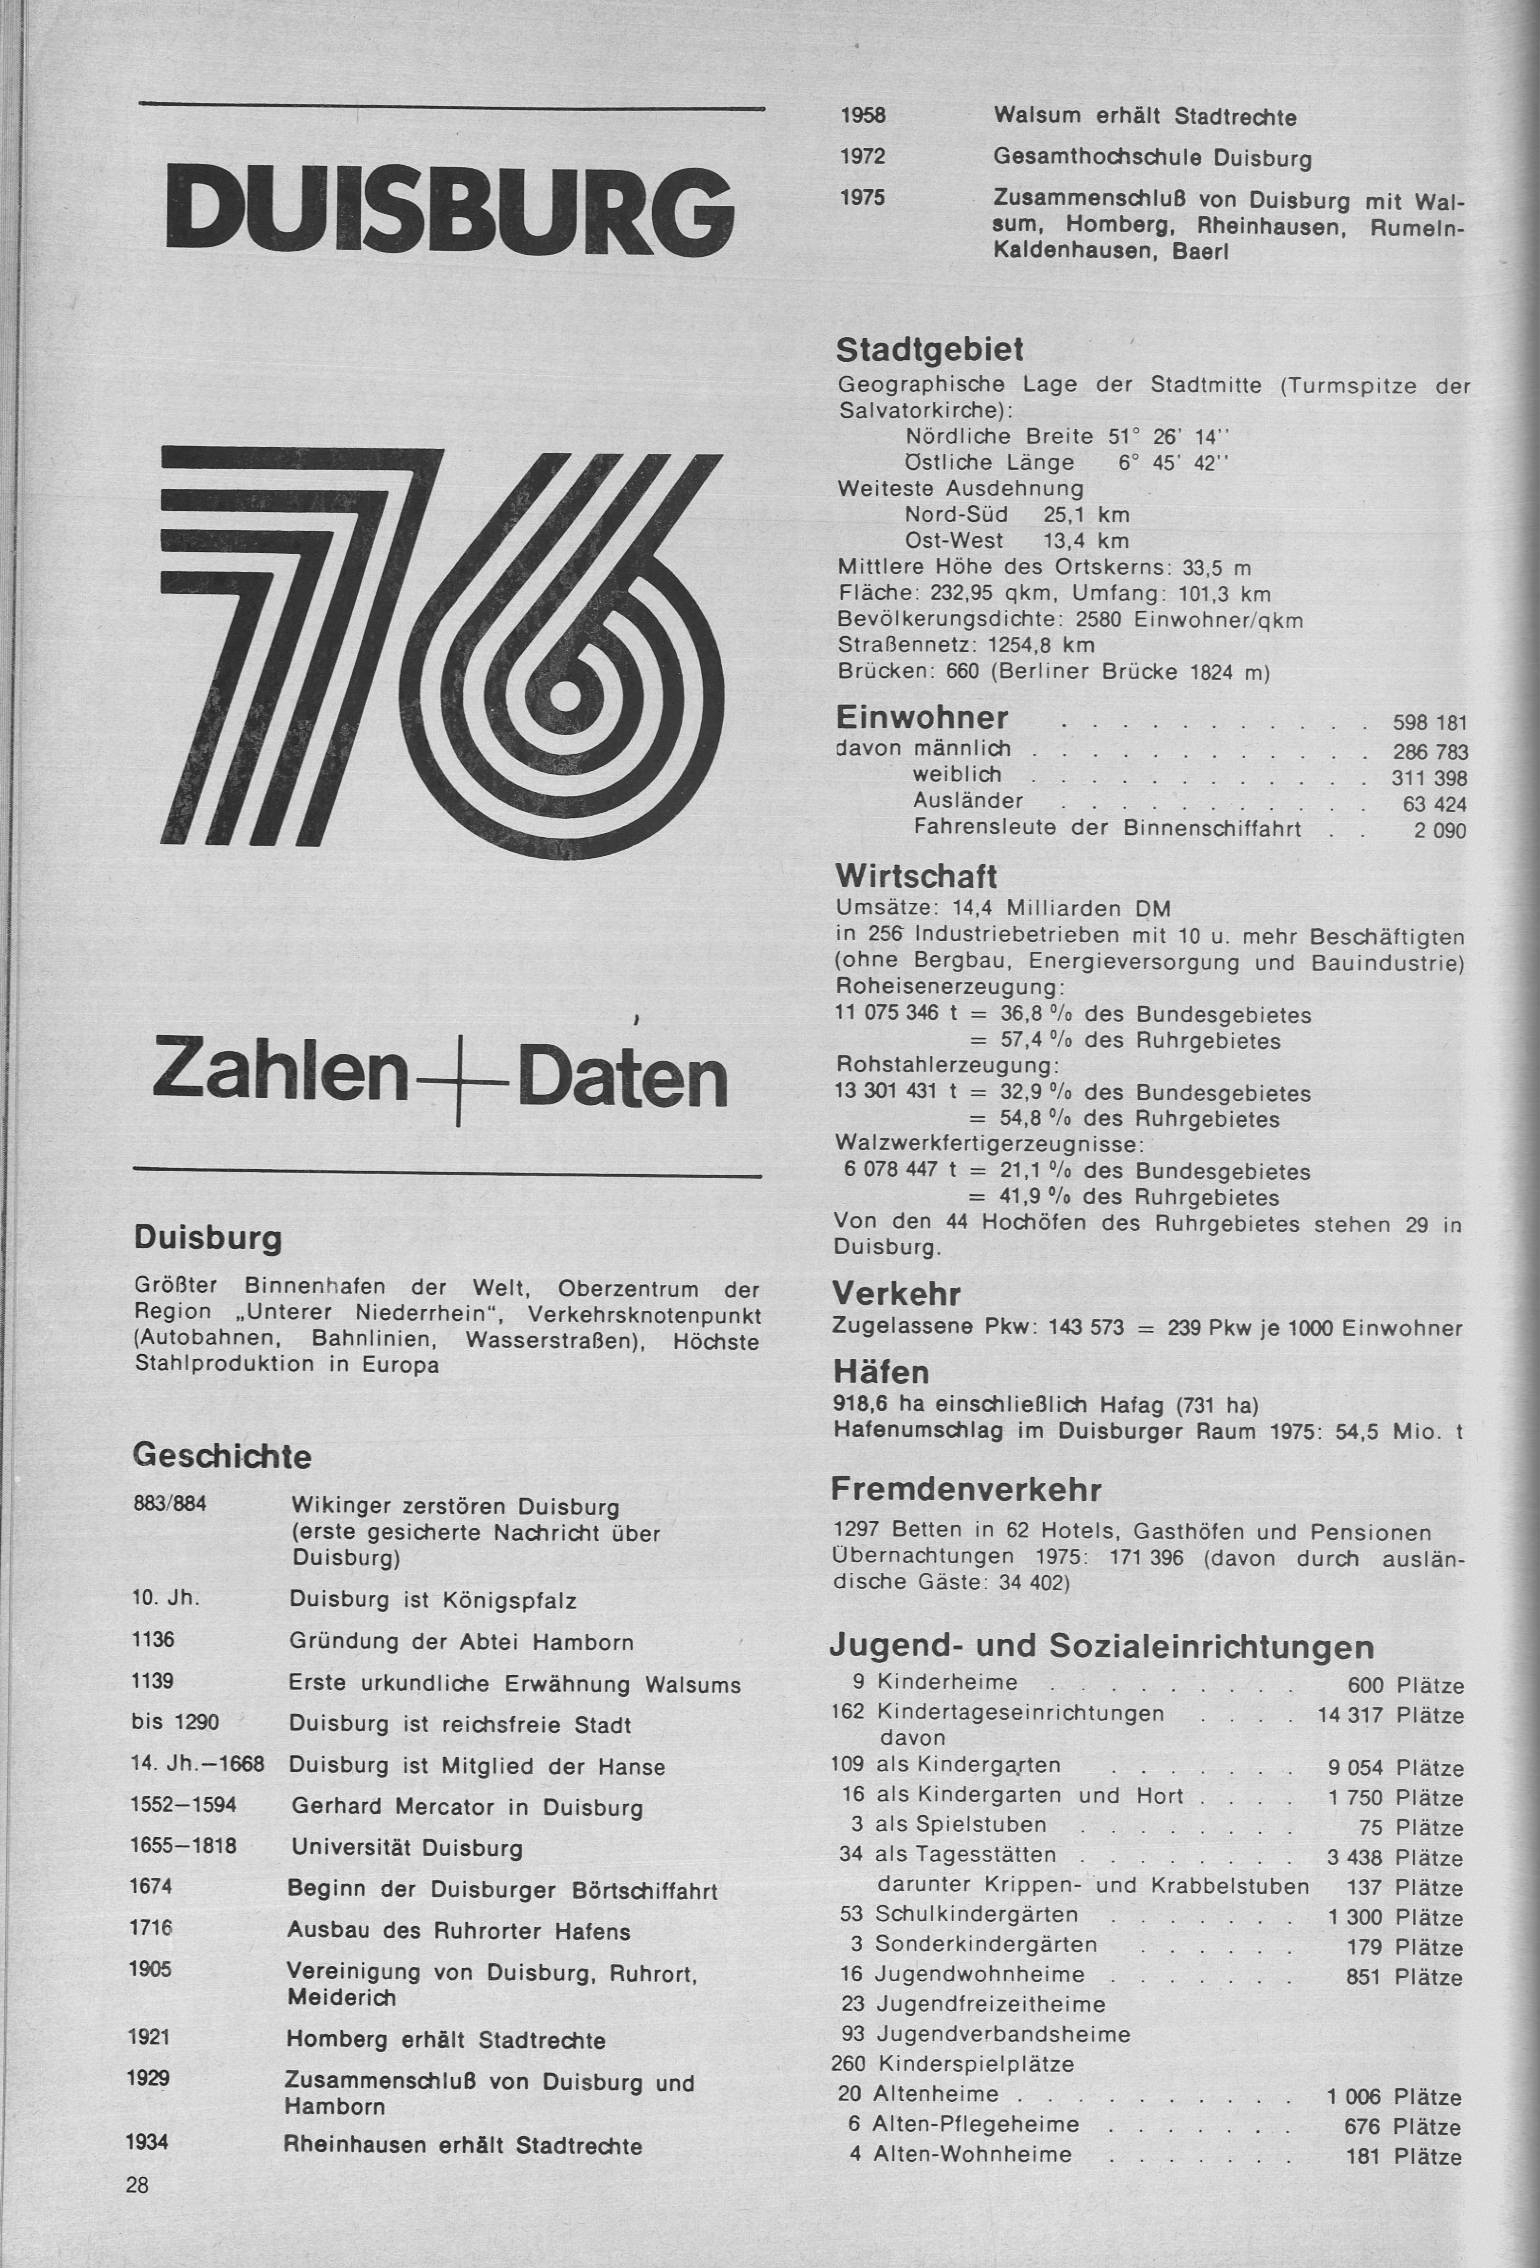 DUISBURG
76
Zahlen+Daten
Duisburg
Größter Binnenhafen der Welt, Oberzentrum der
Region „Unterer Niederrhein“, Verkehrsknotenpunkt
(Autobahnen, Bahnlinien, Wasserstraßen), Höchste
Stahlproduktion in Europa
Geschichte
883/884 Wikinger zerstören Duisburg
(erste gesicherte Nachricht über
Duisburg)
10. Jh. Duisburg ist Königspfalz
1136 Gründung der Abtei Hamborn
1139 Erste urkundliche Erwähnung Walsums
bis 1290 Duisburg ist reichsfreie Stadt
14. Jh.—1668 Duisburg ist Mitglied der Hanse
1552—1594 Gerhard Mercator in Duisburg
1655—1818 Universität Duisburg
1674 Beginn der Duisburger Börtschiffahrt
1716 Ausbau des Ruhrorter Hafens
1905 Vereinigung von Duisburg, Ruhrort,
Meiderich
1921 Homberg erhält Stadtrechte
1929 Zusammenschluß von Duisburg und
Hamborn
1934 Rheinhausen erhält Stadtrechte
28
1958 Walsum erhält Stadtrechte
1972 Gesamthochschule Duisburg
1975 Zusammenschluß von Duisburg mit Wal-
sum, Homberg, Rheinhausen, Rumeln-
Kaldenhausen, Baerl
Stadtgebiet
Geographische Lage der Stadtmitte (Turmspitze der
Salvatorkirche):
Nördliche Breite 51° 26' 14''
Östliche Länge 6° 45' 42''
Weiteste Ausdehnung
Nord-Süd 25,1 km
Ost-West 13,4 km
Mittlere Höhe des Ortskerns: 33,5 m
Fläche: 232,95 qkm, Umfang: 101,3 km
Bevölkerungsdichte: 2580 Einwohner/qkm
Straßennetz: 1254,8 km
Brücken: 660 (Berliner Brücke 1824 m)
Einwohner . . . . . . . . . . . 598 181
davon männlich . . . . . . . . . . . . 286 783
weiblich . . . . . . . . . . . . 311 398
Ausländer . . . . . . . . . . . 63 424
Fahrensleute der Binnenschiffahrt . . 2 090
Wirtschaft
Umsätze: 14,4 Milliarden DM
in 256 Industriebetrieben mit 10 u. mehr Beschäftigten
(ohne Bergbau, Energieversorgung und Bauindustrie)
Roheisenerzeugung:
11 075 346 t = 36,8 % des Bundesgebietes
= 57,4 % des Ruhrgebietes
Rohstahlerzeugung:
13 301 431 t = 32,9 % des Bundesgebietes
= 54,8 % des Ruhrgebietes
Walzwerkfertigerzeugnisse:
6 078 447 t = 21,1 % des Bundesgebietes
= 41,9 % des Ruhrgebietes
Von den 44 Hochöfen des Ruhrgebietes stehen 29 in
Duisburg.
Verkehr
Zugelassene Pkw: 143 573 = 239 Pkw je 1000 Einwohner
Häfen
918,6 ha einschließlich Hafag (731 ha)
Hafenumschlag im Duisburger Raum 1975: 54,5 Mio. t
Fremdenverkehr
1297 Betten in 62 Hotels, Gasthöfen und Pensionen
Übernachtungen 1975: 171 396 (davon durch auslän-
dische Gäste: 34 402)
Jugend- und Sozialeinrichtungen
9 Kinderheime . . . . . . . . . 600 Plätze
162 Kindertageseinrichtungen . . . . 14 317 Plätze
davon
109 als Kindergarten . . . . . . . 9 054 Plätze
16 als Kindergarten und Hort . . . . 1 750 Plätze
3 als Spielstuben . . . . . . . . 75 Plätze
34 als Tagesstätten . . . . . . . . 3 438 Plätze
darunter Krippen- und Krabbelstuben 137 Plätze
53 Schulkindergärten . . . . . . . 1 300 Plätze
3 Sonderkindergärten . . . . . . 179 Plätze
16 Jugendwohnheime . . . . . . . 851 Plätze
23 Jugendfreizeitheime
93 Jugendverbandsheime
260 Kinderspielplätze
20 Altenheime . . . . . . . . . . 1 006 Plätze
6 Alten-Pflegeheime . . . . . . . 676 Plätze
4 Alten-Wohnheime . . . . . . . 181 Plätze